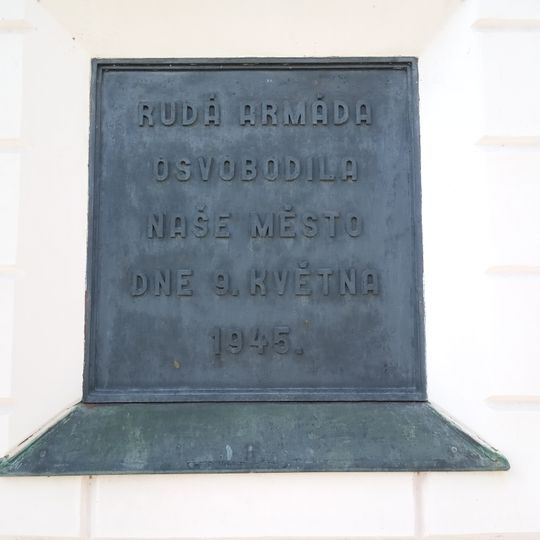 RUDÁ ARMÁDA
OSVOBODILA
NAŠE MĚSTO
DNE 9. KVĚTNA
1945.